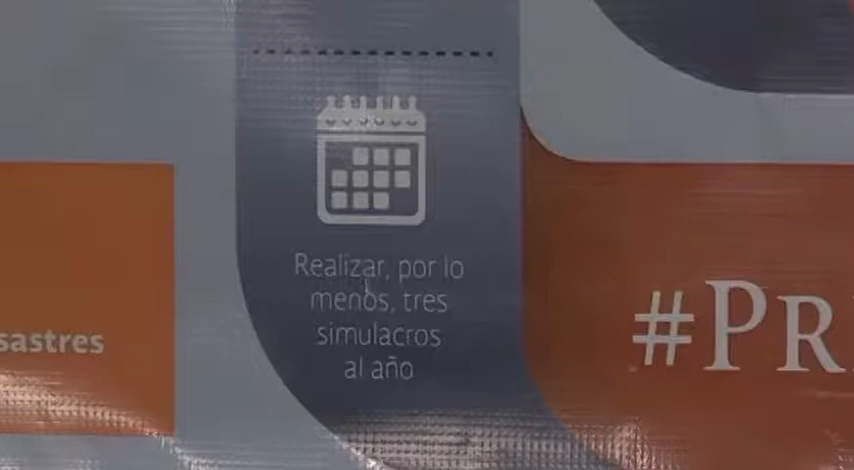 sastres
Realizar, por lo
menos, tres
simulacros
al año
#PR